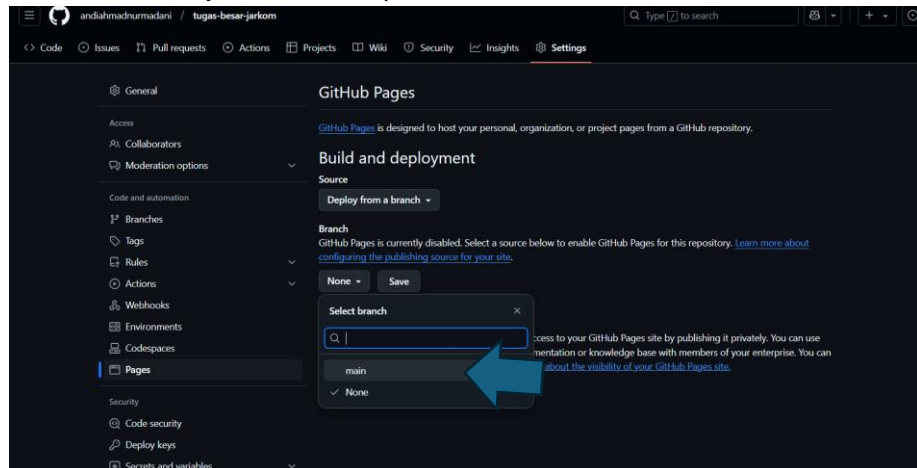 andiahmadnurmadani / tugas-besar-jarkom
Type / to search
Code Issues Pull requests Actions Projects Wiki Security Insights Settings
General
Access
Collaborators
Moderation options
Code and automation
Branches
Tags
Rules
Actions
Webhooks
Environments
Codespaces
Pages
Security
Code security
Deploy keys
Secrets and variables
GitHub Pages
GitHub Pages is designed to host your personal, organization, or project pages from a GitHub repository.
Build and deployment
Source
Deploy from a branch
Branch
GitHub Pages is currently disabled. Select a source below to enable GitHub Pages for this repository. Learn more about
configuring the publishing source for your site.
None Save
Select branch
main
None
access to your GitHub Pages site by publishing it privately. You can use
or knowledge base with members of your enterprise. You can
about the visibility of your GitHub Pages site.